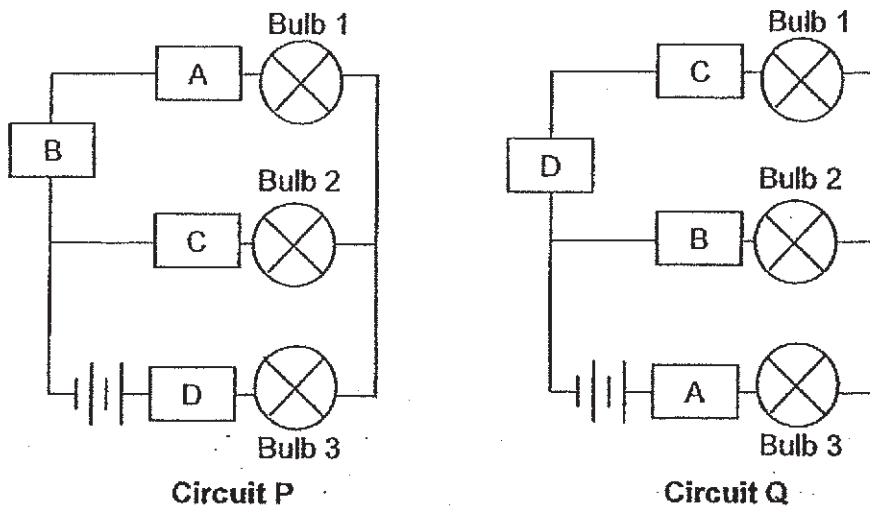 Bulb 1
A
B
Bulb 2
C
D
Bulb 3
Circuit P
Bulb 1
C
D
Bulb 2
B
A
Bulb 3
Circuit Q